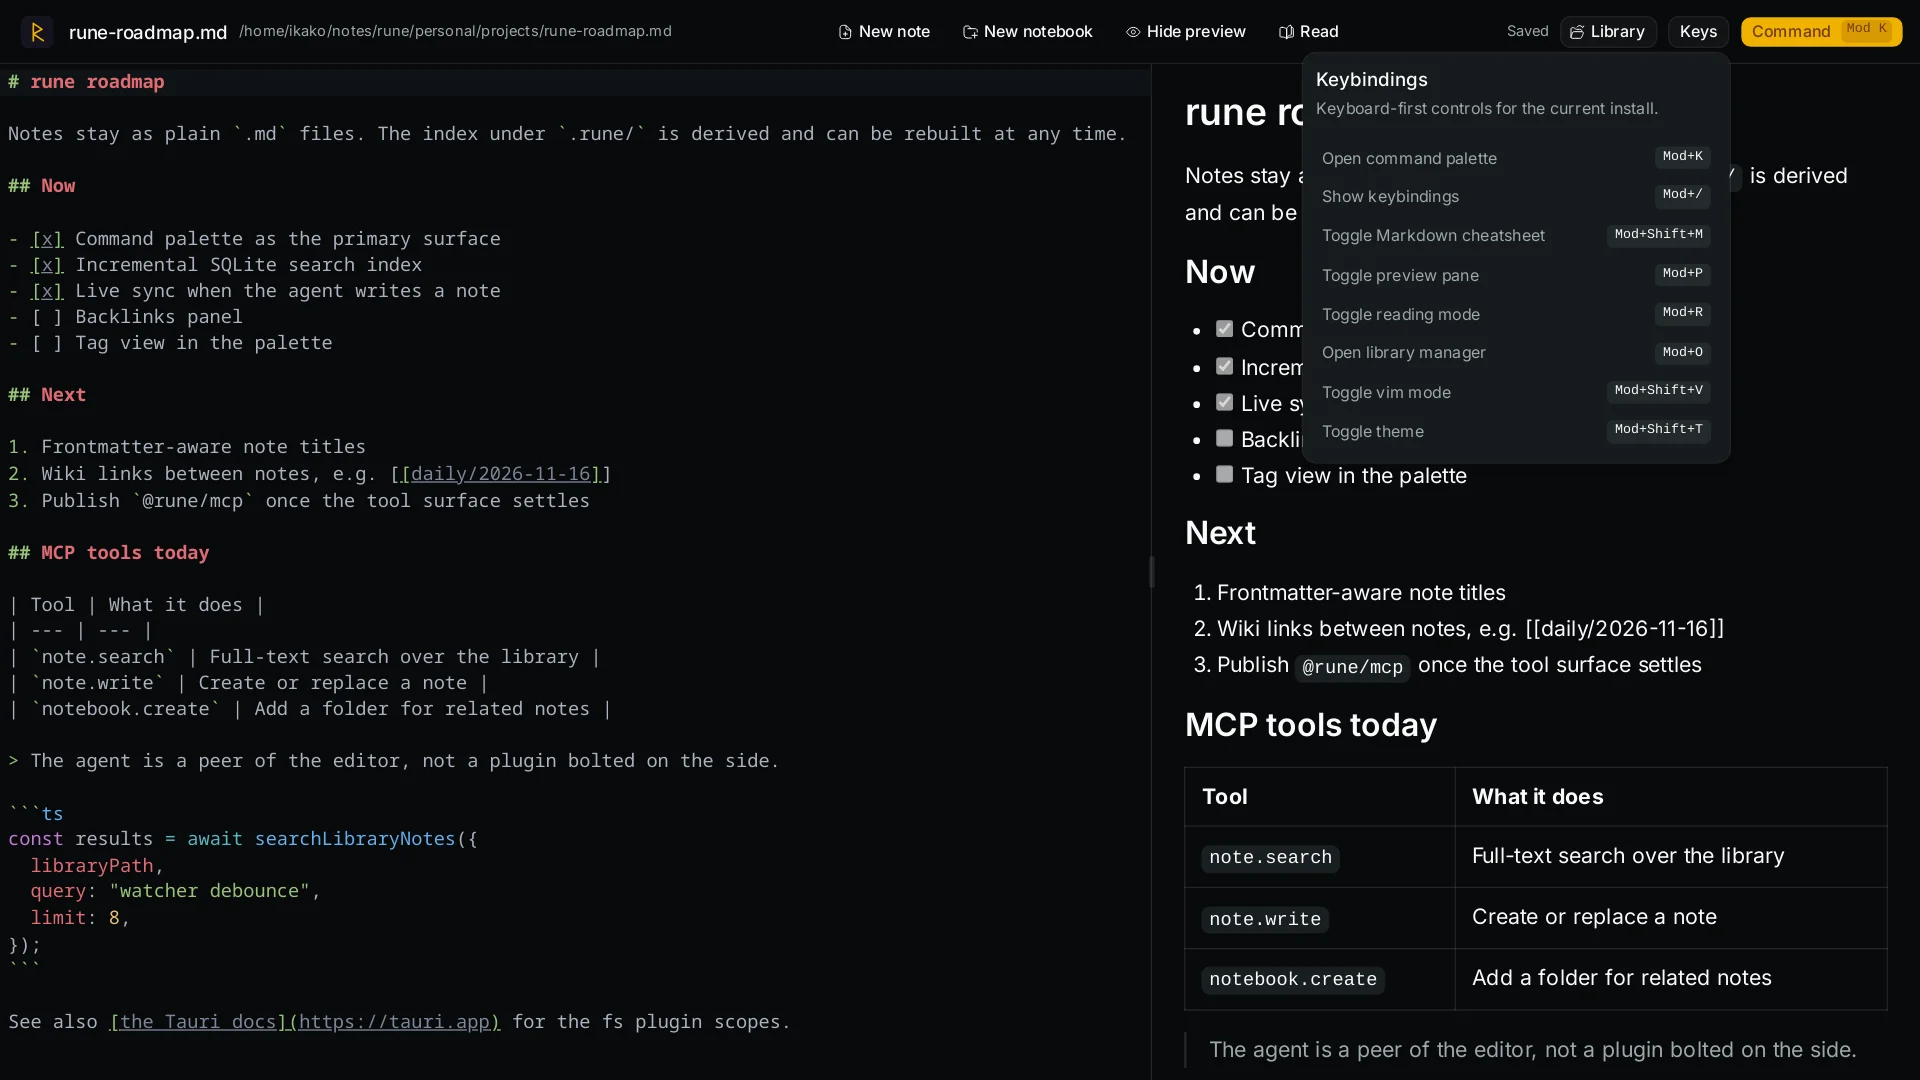 rune-roadmap.md /home/ikako/notes/rune/personal/projects/rune-roadmap.md New note New notebook Hide preview Read Saved Library Keys Command Mod K
# rune roadmap
Notes stay as plain `.md` files. The index under `.rune/` is derived and can be rebuilt at any time.
## Now
- [x] Command palette as the primary surface
- [x] Incremental SQLite search index
- [x] Live sync when the agent writes a note
- [ ] Backlinks panel
- [ ] Tag view in the palette
## Next
1. Frontmatter-aware note titles
2. Wiki links between notes, e.g. [[daily/2026-11-16]]
3. Publish `@rune/mcp` once the tool surface settles
## MCP tools today
| Tool | What it does |
| --- | --- |
| `note.search` | Full-text search over the library |
| `note.write` | Create or replace a note |
| `notebook.create` | Add a folder for related notes |
> The agent is a peer of the editor, not a plugin bolted on the side.
```ts
const results = await searchLibraryNotes({
  libraryPath,
  query: "watcher debounce",
  limit: 8,
});
```
See also [the Tauri docs](https://tauri.app) for the fs plugin scopes.
Keybindings
Keyboard-first controls for the current install.
Open command palette Mod+K
Show keybindings Mod+/
Toggle Markdown cheatsheet Mod+Shift+M
Toggle preview pane Mod+P
Toggle reading mode Mod+R
Open library manager Mod+O
Toggle vim mode Mod+Shift+V
Toggle theme Mod+Shift+T
rune
Notes stay / is derived
and can be
Now
Tag view in the palette
Next
1. Frontmatter-aware note titles
2. Wiki links between notes, e.g. [[daily/2026-11-16]]
3. Publish @rune/mcp once the tool surface settles
MCP tools today
Tool What it does
note.search Full-text search over the library
note.write Create or replace a note
notebook.create Add a folder for related notes
The agent is a peer of the editor, not a plugin bolted on the side.